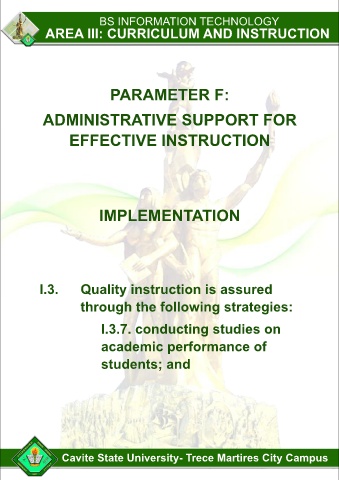 BS INFORMATION TECHNOLOGY
AREA III: CURRICULUM AND INSTRUCTION
PARAMETER F:
ADMINISTRATIVE SUPPORT FOR
EFFECTIVE INSTRUCTION
IMPLEMENTATION
I.3. Quality instruction is assured
through the following strategies:
I.3.7. conducting studies on
academic performance of
students; and
Cavite State University- Trece Martires City Campus